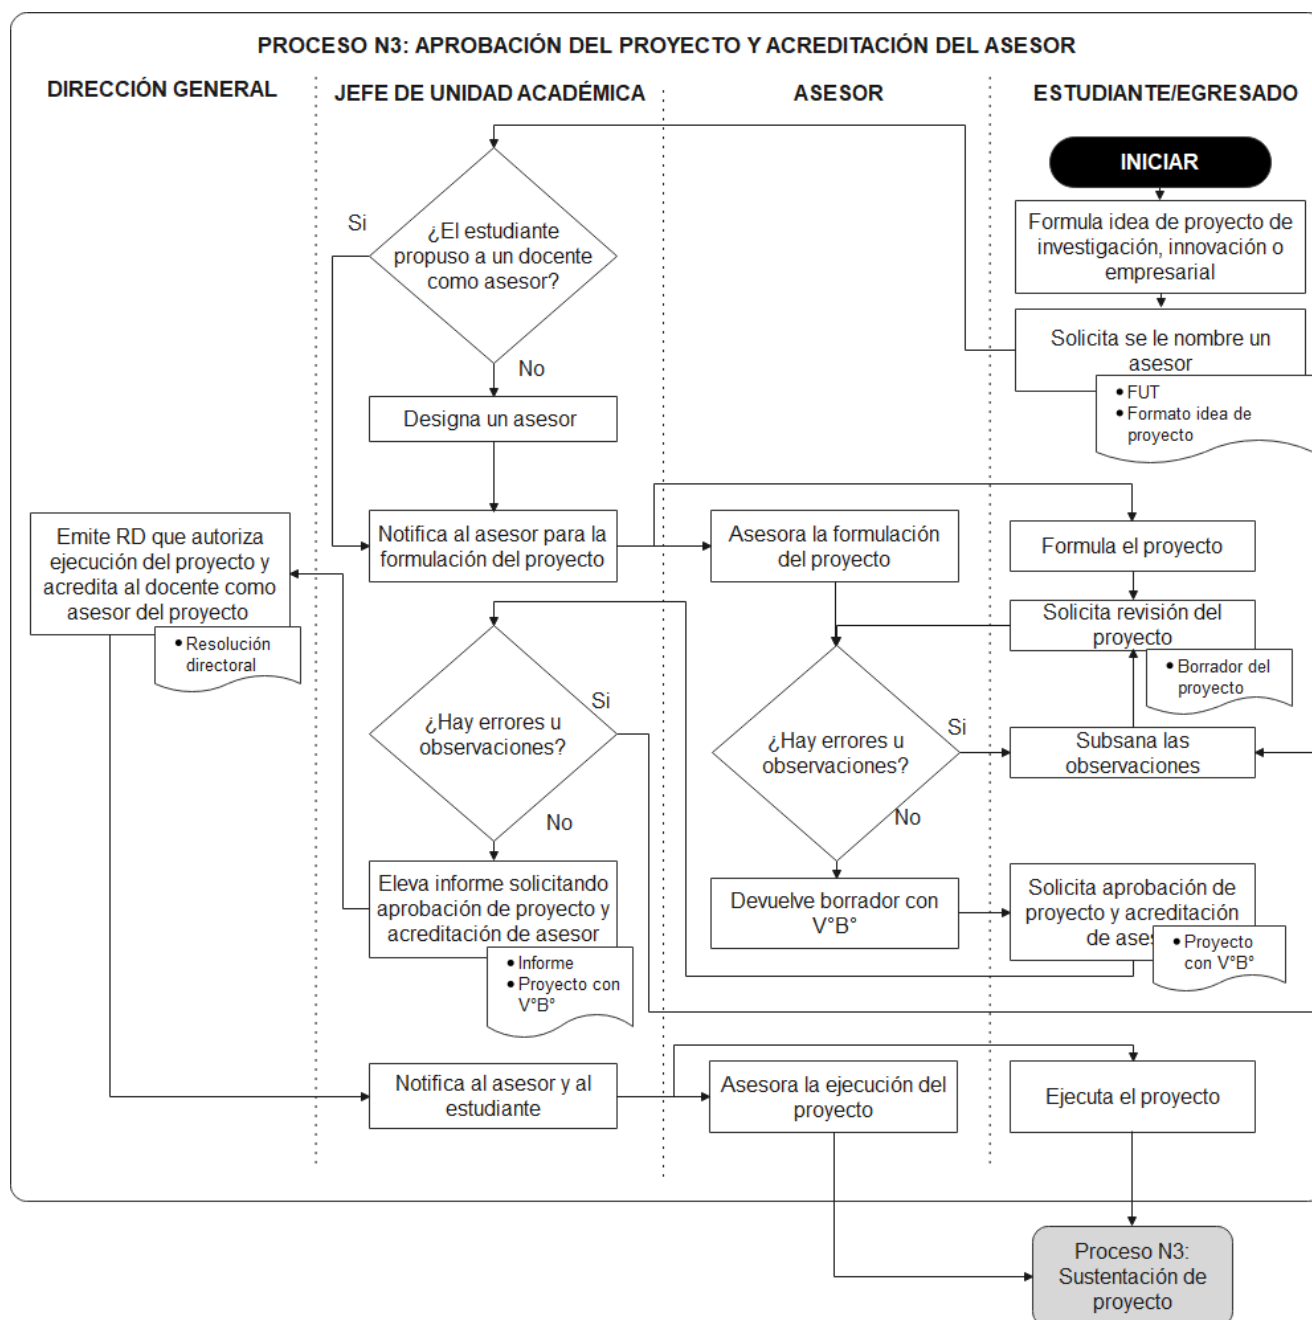 PROCESO N3: APROBACIÓN DEL PROYECTO Y ACREDITACIÓN DEL ASESOR
DIRECCIÓN GENERAL
JEFE DE UNIDAD ACADÉMICA
ASESOR
ESTUDIANTE/EGRESADO
INICIAR
Formula idea de proyecto de
investigación, innovación o
empresarial
Solicita se le nombre un
asesor
• FUT
• Formato idea de
proyecto
Si
¿El estudiante
propuso a un docente
como asesor?
No
Designa un asesor
Notifica al asesor para la
formulación del proyecto
Asesora la formulación
del proyecto
Formula el proyecto
Solicita revisión del
proyecto
• Borrador del
proyecto
Emite RD que autoriza
ejecución del proyecto y
acredita al docente como
asesor del proyecto
• Resolución
directoral
¿Hay errores u
observaciones?
Si
No
¿Hay errores u
observaciones?
Si
No
Subsana las
observaciones
Eleva informe solicitando
aprobación de proyecto y
acreditación de asesor
• Informe
• Proyecto con
V°B°
Devuelve borrador con
V°B°
Solicita aprobación de
proyecto y acreditación
de ases
• Proyecto
con V°B°
Notifica al asesor y al
estudiante
Asesora la ejecución del
proyecto
Ejecuta el proyecto
Proceso N3:
Sustentación de
proyecto